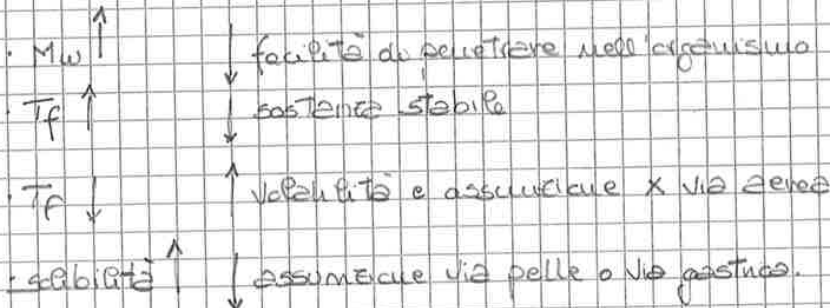 · Mw ↑ ↓ facilità di penetrare nell'organismo
· Tf ↑ ↓ sostanza stabile
· Tf ↓ ↑ volatilità e assunzione x via aerea
- solubilità ↑ ↓ assunzione via pelle o via gastrica.